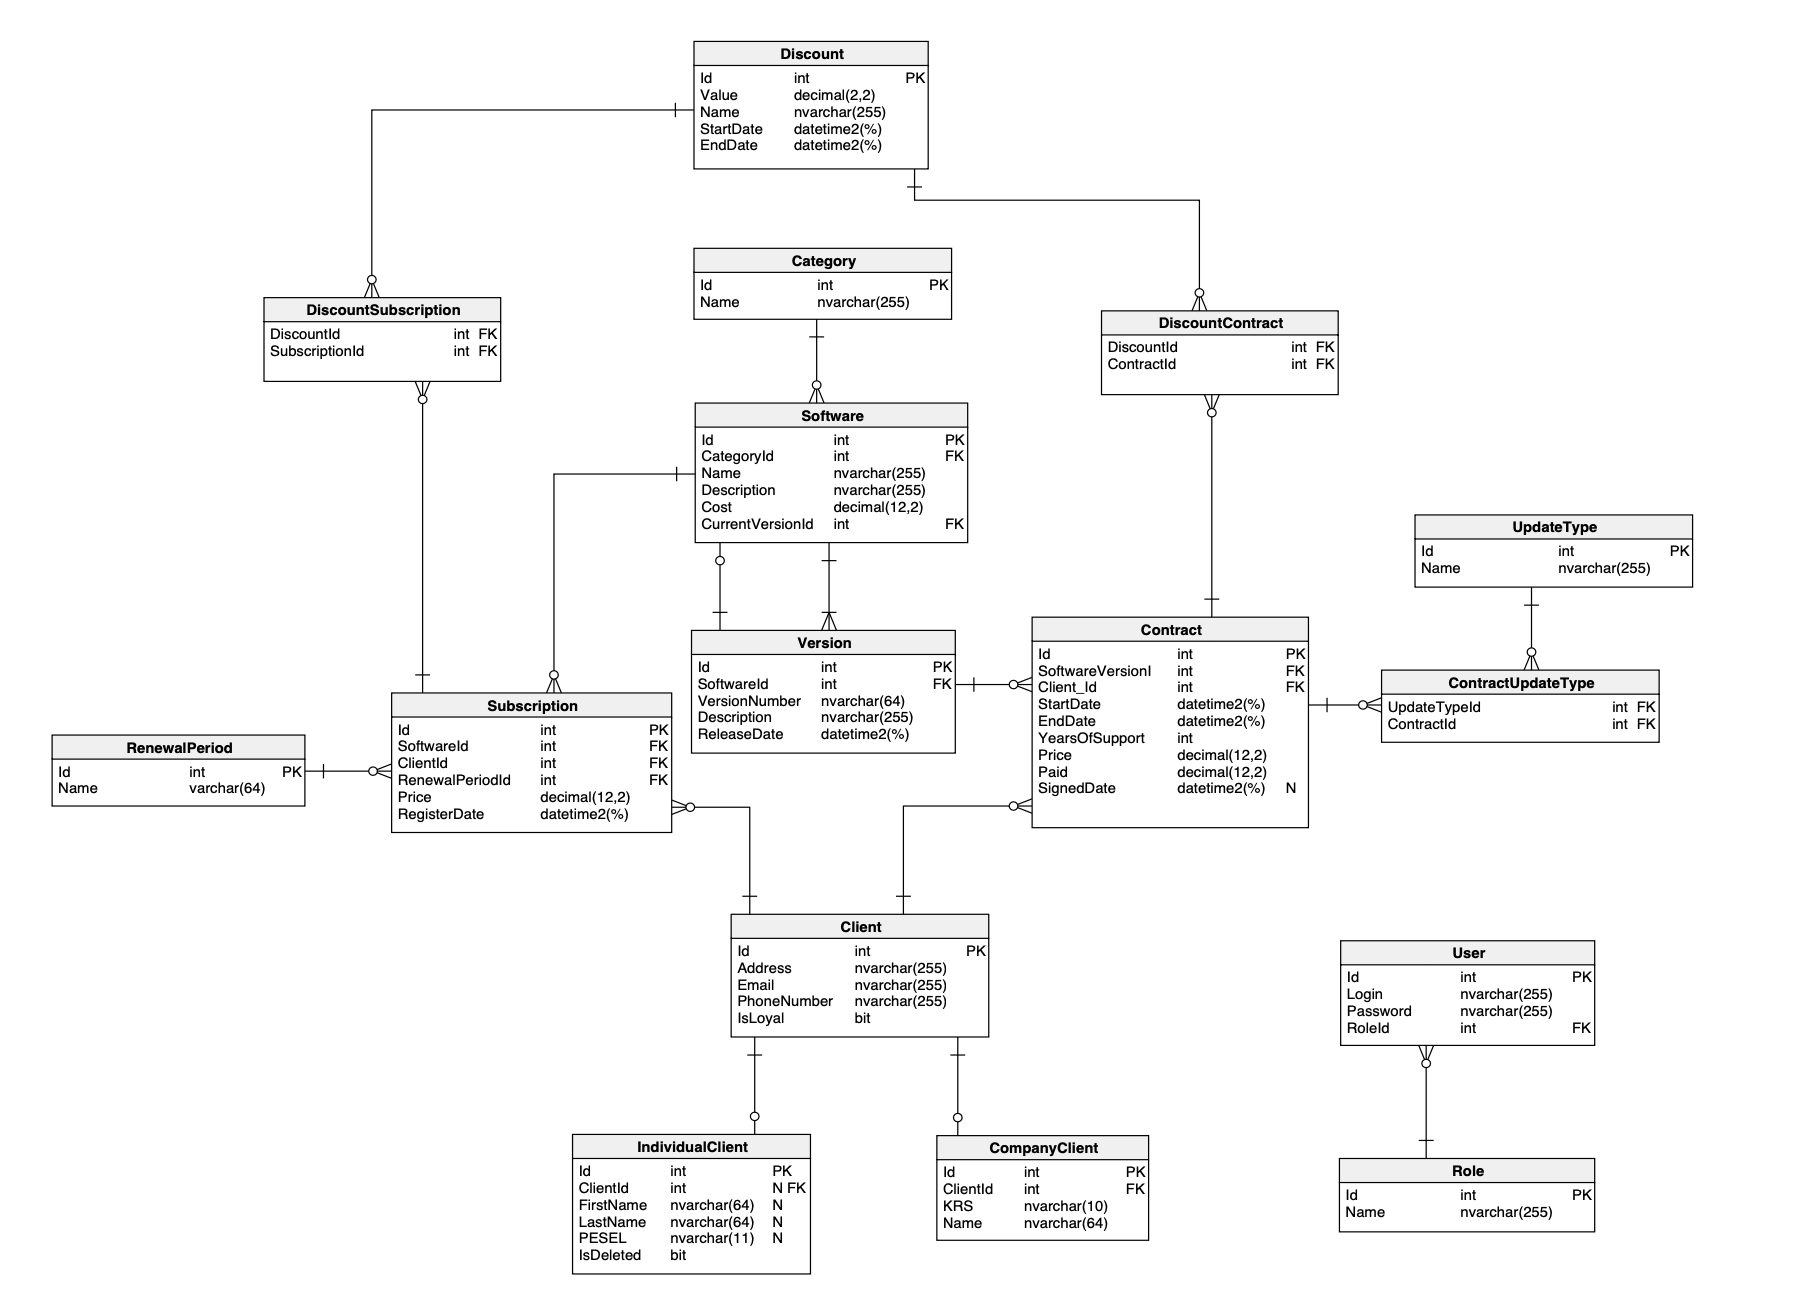 Discount
Id int PK
Value decimal(2,2)
Name nvarchar(255)
StartDate datetime2(%)
EndDate datetime2(%)
Category
Id int PK
Name nvarchar(255)
DiscountSubscription
DiscountId int FK
SubscriptionId int FK
DiscountContract
DiscountId int FK
ContractId int FK
Software
Id int PK
CategoryId int FK
Name nvarchar(255)
Description nvarchar(255)
Cost decimal(12,2)
CurrentVersionId int FK
UpdateType
Id int PK
Name nvarchar(255)
Version
Id int PK
SoftwareId int FK
VersionNumber nvarchar(64)
Description nvarchar(255)
ReleaseDate datetime2(%)
Contract
Id int PK
SoftwareVersionI int FK
Client_Id int FK
StartDate datetime2(%)
EndDate datetime2(%)
YearsOfSupport int
Price decimal(12,2)
Paid decimal(12,2)
SignedDate datetime2(%) N
ContractUpdateType
UpdateTypeId int FK
ContractId int FK
Subscription
Id int PK
SoftwareId int FK
ClientId int FK
RenewalPeriodId int FK
Price decimal(12,2)
RegisterDate datetime2(%)
RenewalPeriod
Id int PK
Name varchar(64)
Client
Id int PK
Address nvarchar(255)
Email nvarchar(255)
PhoneNumber nvarchar(255)
IsLoyal bit
User
Id int PK
Login nvarchar(255)
Password nvarchar(255)
RoleId int FK
IndividualClient
Id int PK
ClientId int N FK
FirstName nvarchar(64) N
LastName nvarchar(64) N
PESEL nvarchar(11) N
IsDeleted bit
CompanyClient
Id int PK
ClientId int FK
KRS nvarchar(10)
Name nvarchar(64)
Role
Id int PK
Name nvarchar(255)